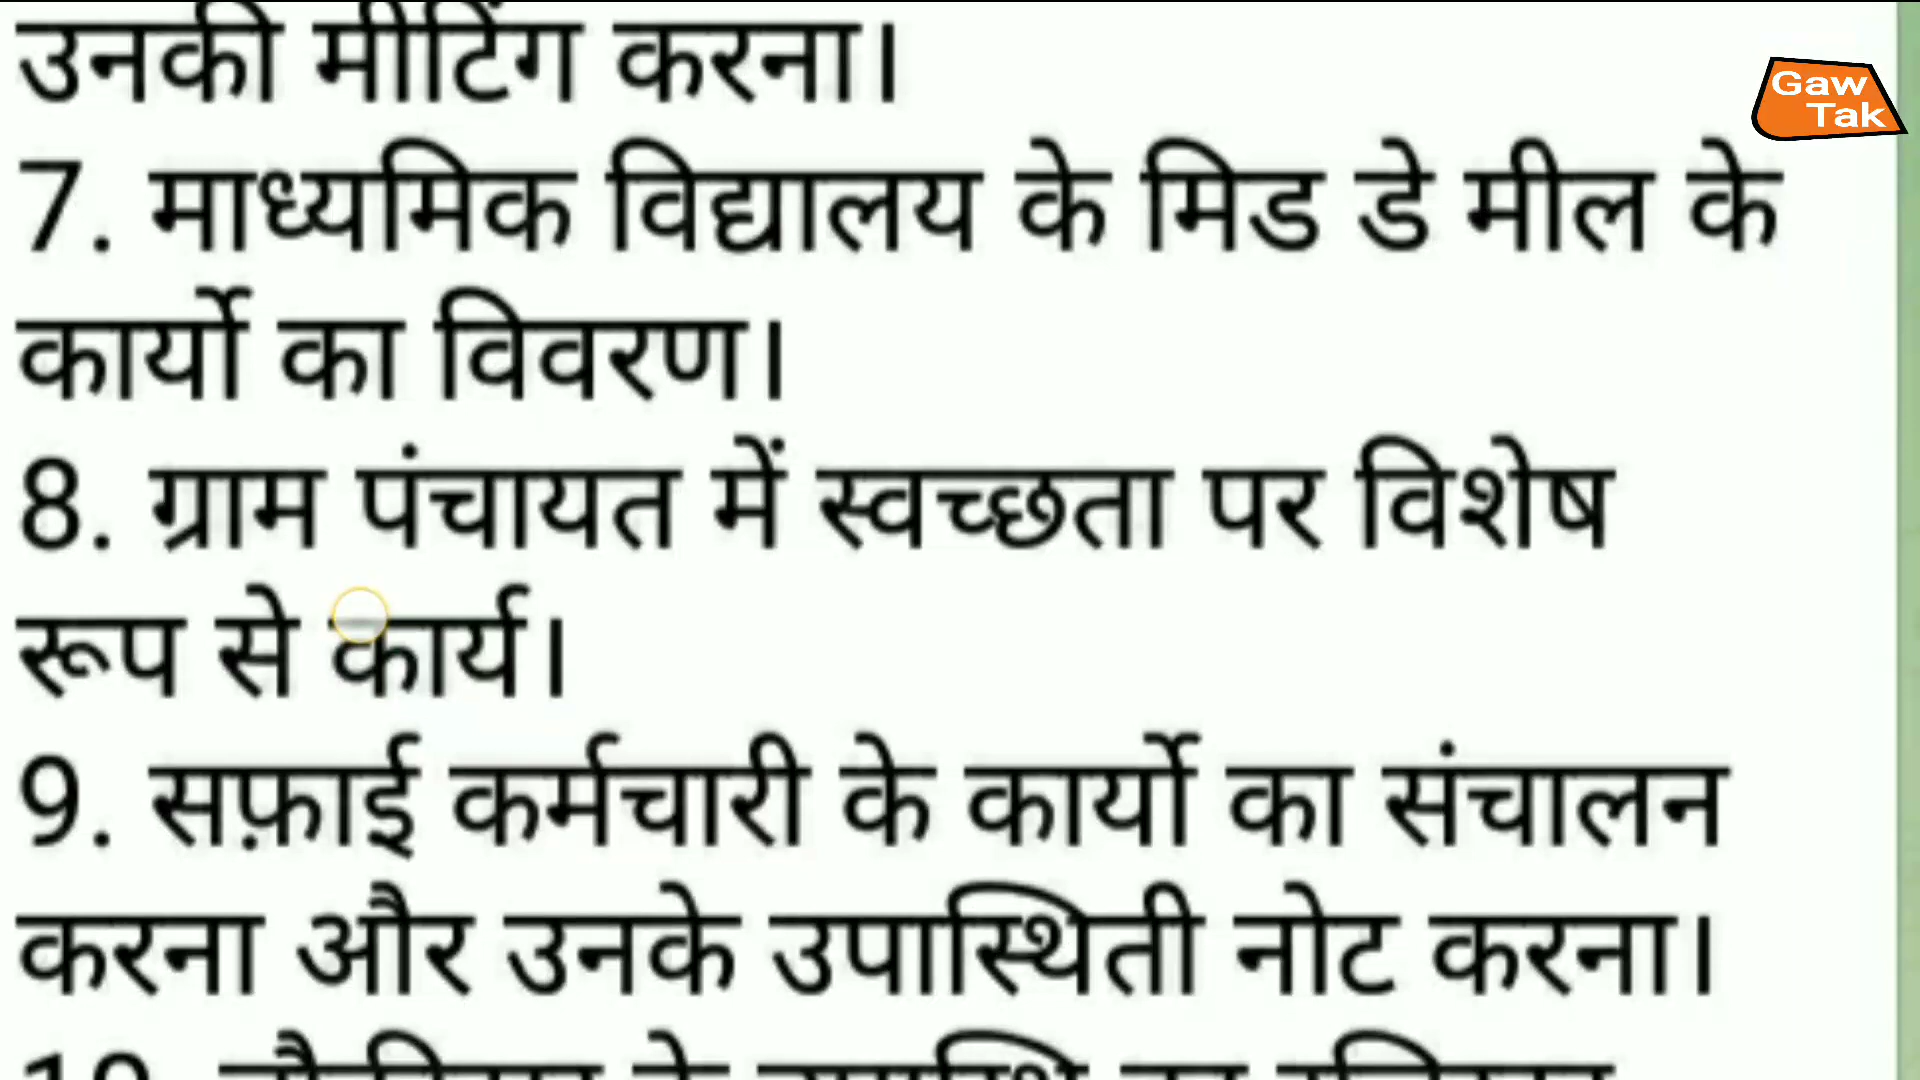 उनकी मीटिंग करना।
Gaw
Tak
7. माध्यमिक विद्यालय के मिड डे मील के
कार्यो का विवरण।
8. ग्राम पंचायत में स्वच्छता पर विशेष
रूप से कार्य।
9. सफ़ाई कर्मचारी के कार्यो का संचालन
करना और उनके उपास्थिती नोट करना।
10.